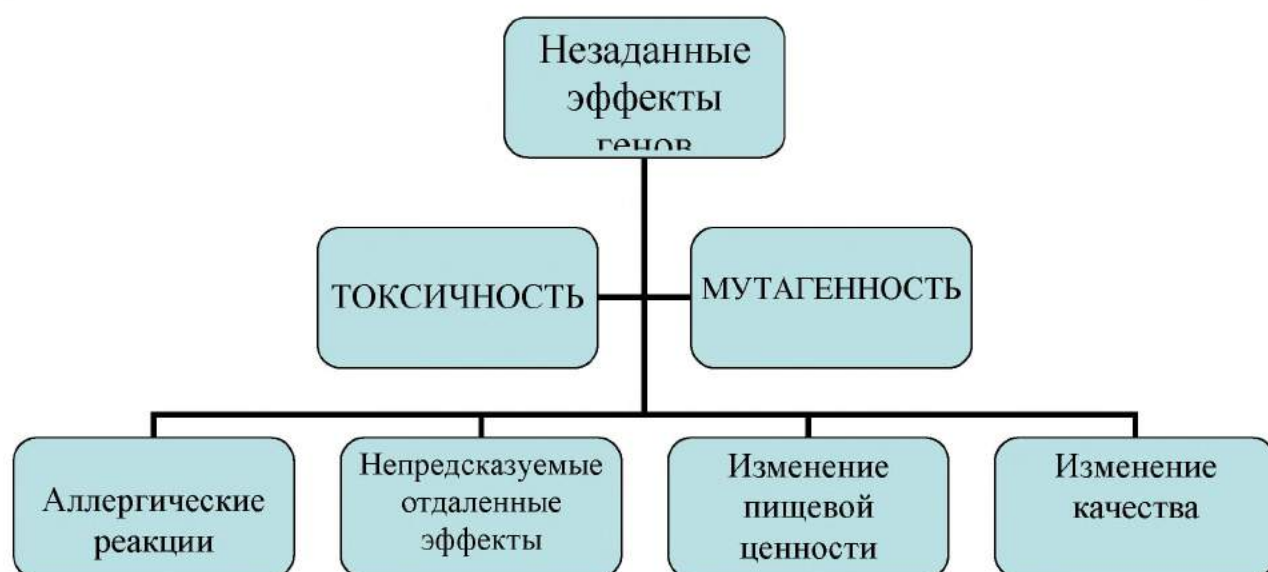 Незаданные
эффекты
генов
ТОКСИЧНОСТЬ
МУТАГЕННОСТЬ
Аллергические
реакции
Непредсказуемые
отдаленные
эффекты
Изменение
пищевой
ценности
Изменение
качества